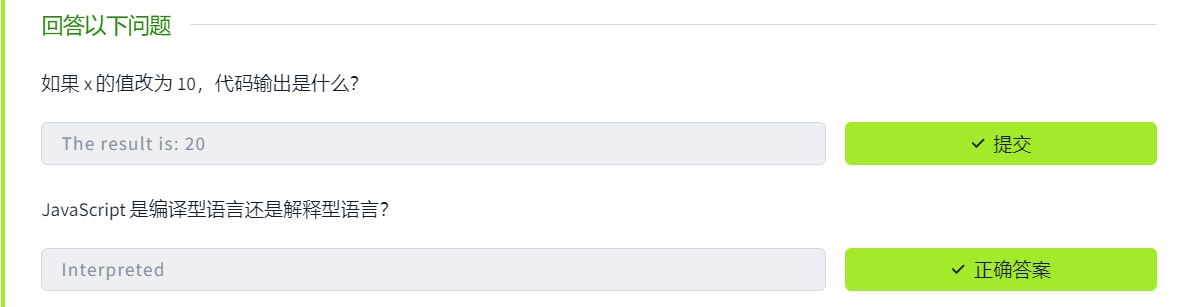 回答以下问题
如果 x 的值改为 10，代码输出是什么？
The result is: 20
提交
JavaScript 是编译型语言还是解释型语言？
Interpreted
正确答案